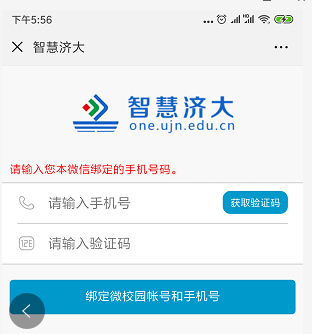 下午5:56
智慧济大
智慧济大
one.ujn.edu.cn
请输入您本微信绑定的手机号码。
请输入手机号 获取验证码
请输入验证码
绑定微校园帐号和手机号